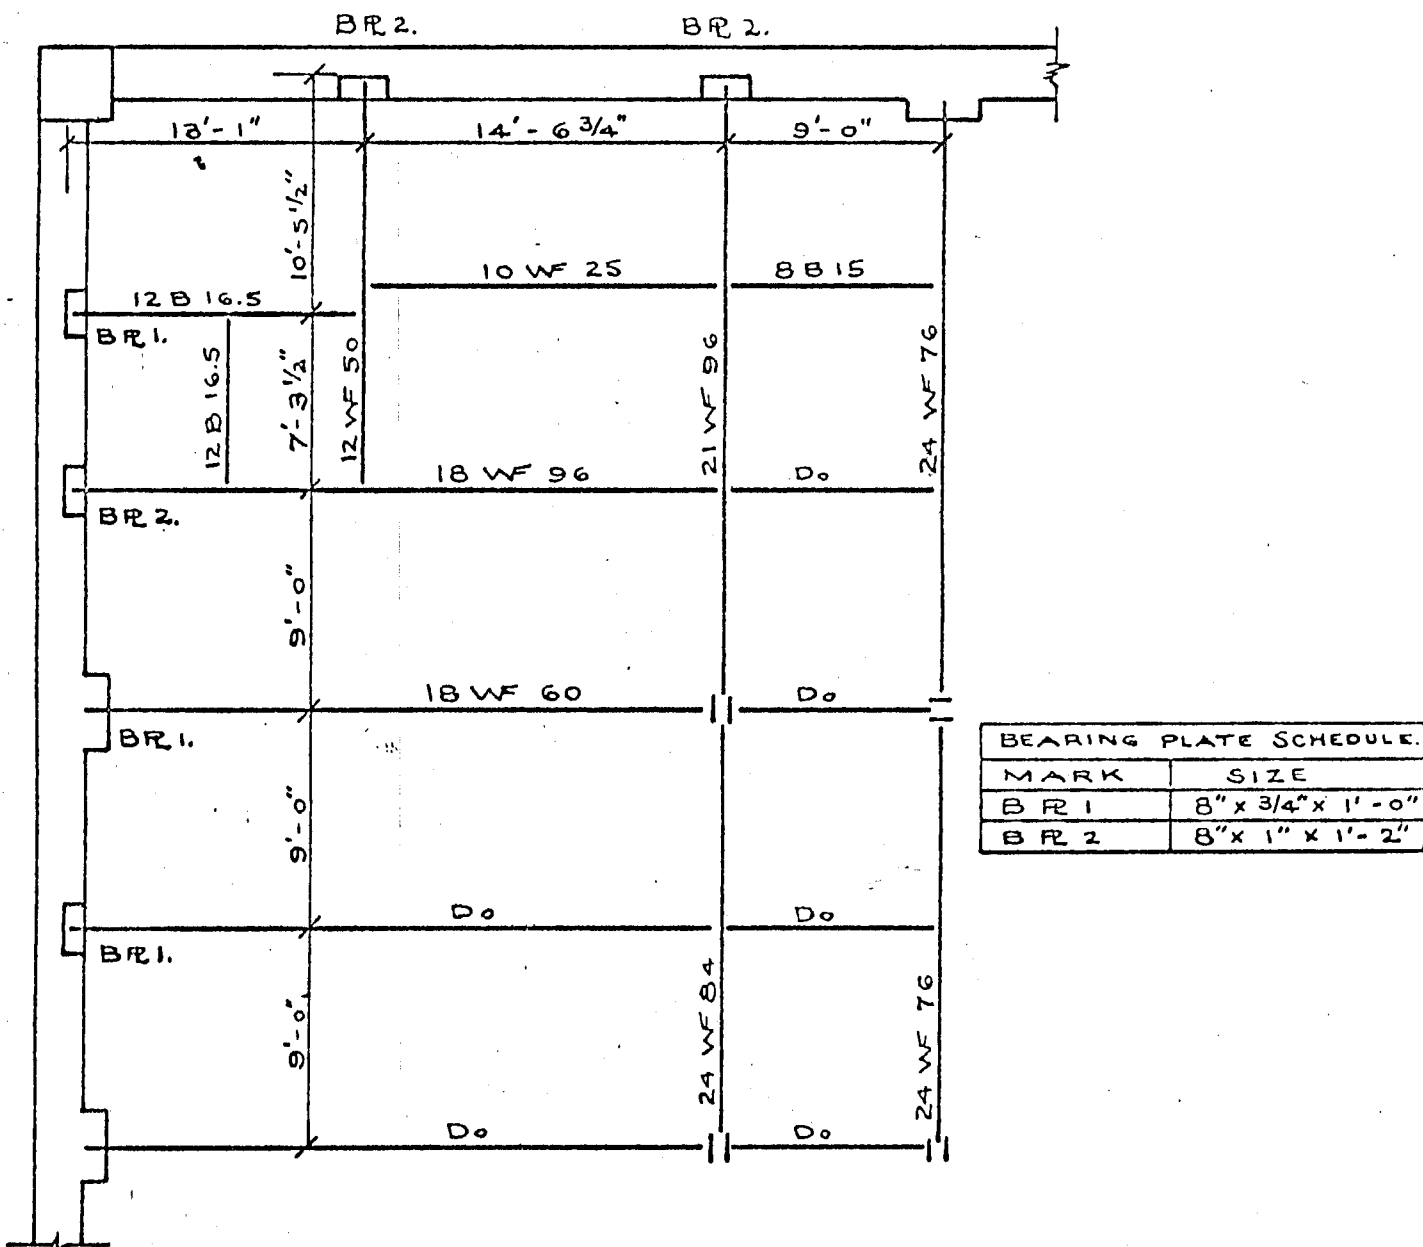 B PL 2.
B PL 2.
12'-1"
14'-6 3/4"
9'-0"
10'-5 1/2"
10 WF 25
8 B 15
12 B 16.5
B PL 1.
12 B 16.5
7'-3 1/2"
12 WF 50
21 WF 96
24 WF 76
18 WF 96
Do
B PL 2.
9'-0"
18 WF 60
Do
B PL 1.
BEARING PLATE SCHEDULE.
MARK SIZE
B PL 1 8" x 3/4" x 1'-0"
B PL 2 8" x 1" x 1'-2"
9'-0"
Do
Do
B PL 1.
9'-0"
24 WF 84
24 WF 76
Do
Do